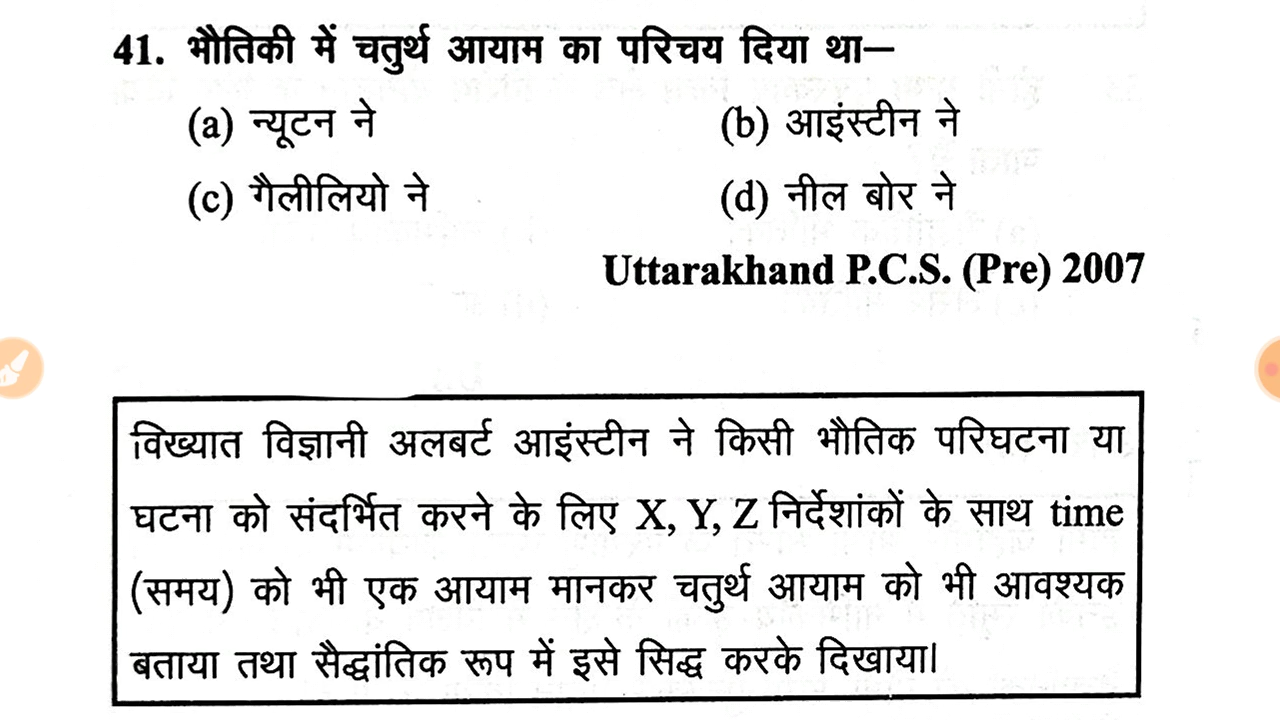 41. भौतिकी में चतुर्थ आयाम का परिचय दिया था—
(a) न्यूटन ने (b) आइंस्टीन ने
(c) गैलीलियो ने (d) नील बोर ने
Uttarakhand P.C.S. (Pre) 2007
विख्यात विज्ञानी अलबर्ट आइंस्टीन ने किसी भौतिक परिघटना या
घटना को संदर्भित करने के लिए X, Y, Z निर्देशांकों के साथ time
(समय) को भी एक आयाम मानकर चतुर्थ आयाम को भी आवश्यक
बताया तथा सैद्धांतिक रूप में इसे सिद्ध करके दिखाया।